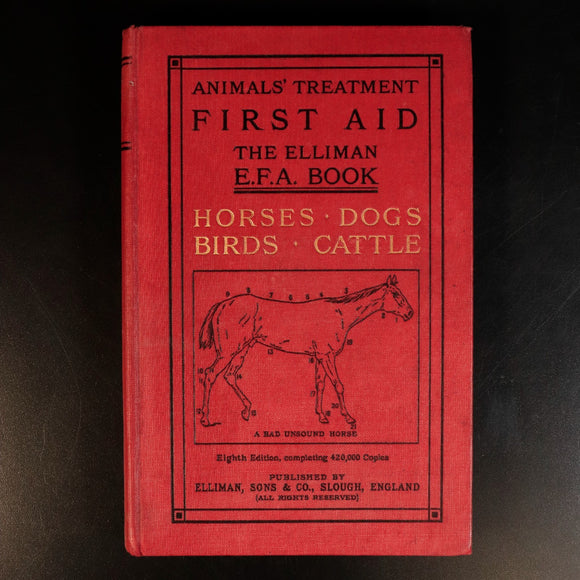 ANIMALS' TREATMENT
FIRST AID
THE ELLIMAN
E.F.A. BOOK
HORSES · DOGS
BIRDS · CATTLE
A BAD UNSOUND HORSE
Eighth Edition, completing 420,000 Copies
PUBLISHED BY
ELLIMAN, SONS & CO., SLOUGH, ENGLAND
(ALL RIGHTS RESERVED)